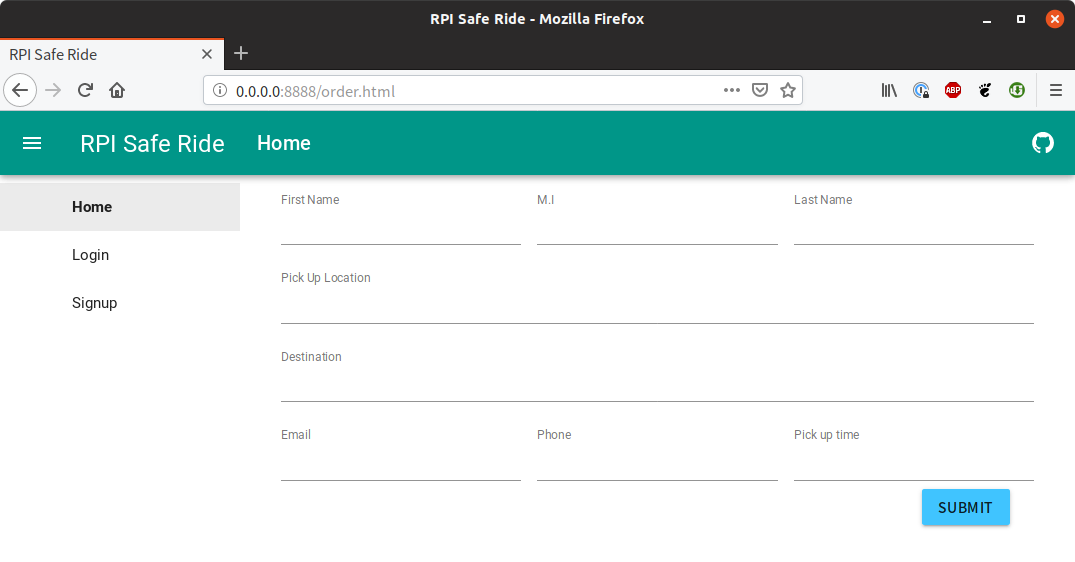 RPI Safe Ride - Mozilla Firefox
RPI Safe Ride
0.0.0.0:8888/order.html
ABP
RPI Safe Ride Home
Home
Login
Signup
First Name M.I Last Name
Pick Up Location
Destination
Email Phone Pick up time
SUBMIT